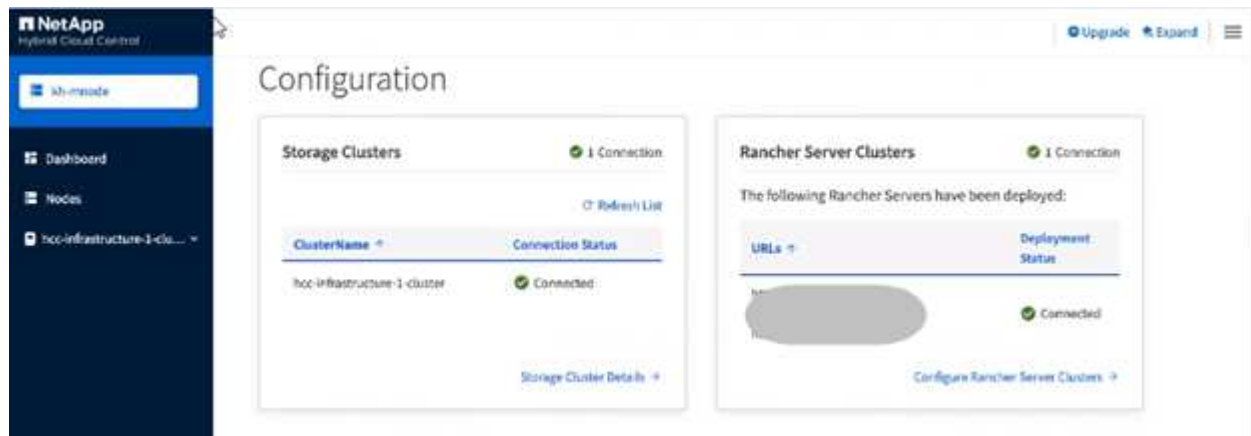 NetApp
Hybrid Cloud Control
Upgrade
Expand
kh-mnode
Dashboard
Nodes
hcc-infrastructure-1-clu...
Configuration
Storage Clusters
1 Connection
Refresh List
ClusterName
Connection Status
hcc-infrastructure-1-cluster
Connected
Storage Cluster Details →
Rancher Server Clusters
1 Connection
The following Rancher Servers have been deployed:
URLs
Deployment
Status
Connected
Configure Rancher Server Clusters →